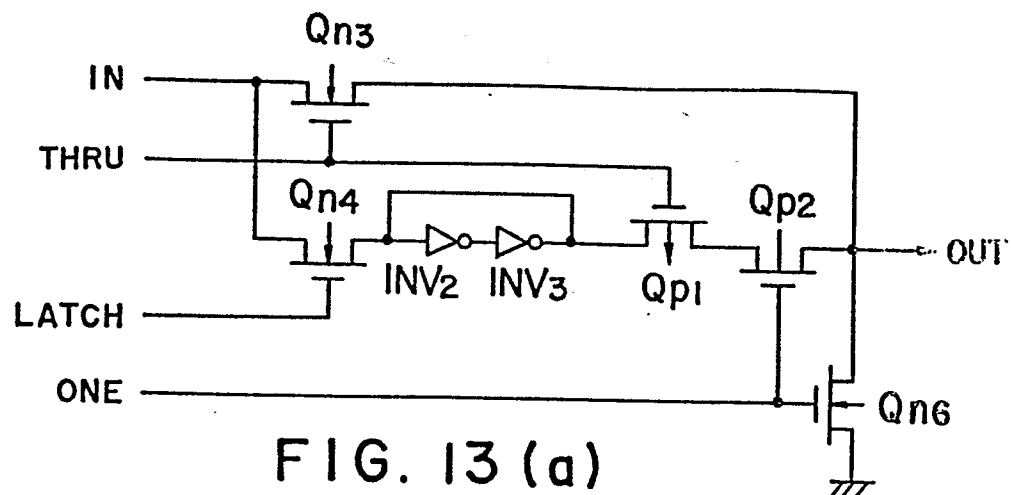 Qn3
IN
THRU
Qn4
Qp2
OUT
INV2 INV3
Qp1
LATCH
ONE
Qn6
FIG. 13 (a)